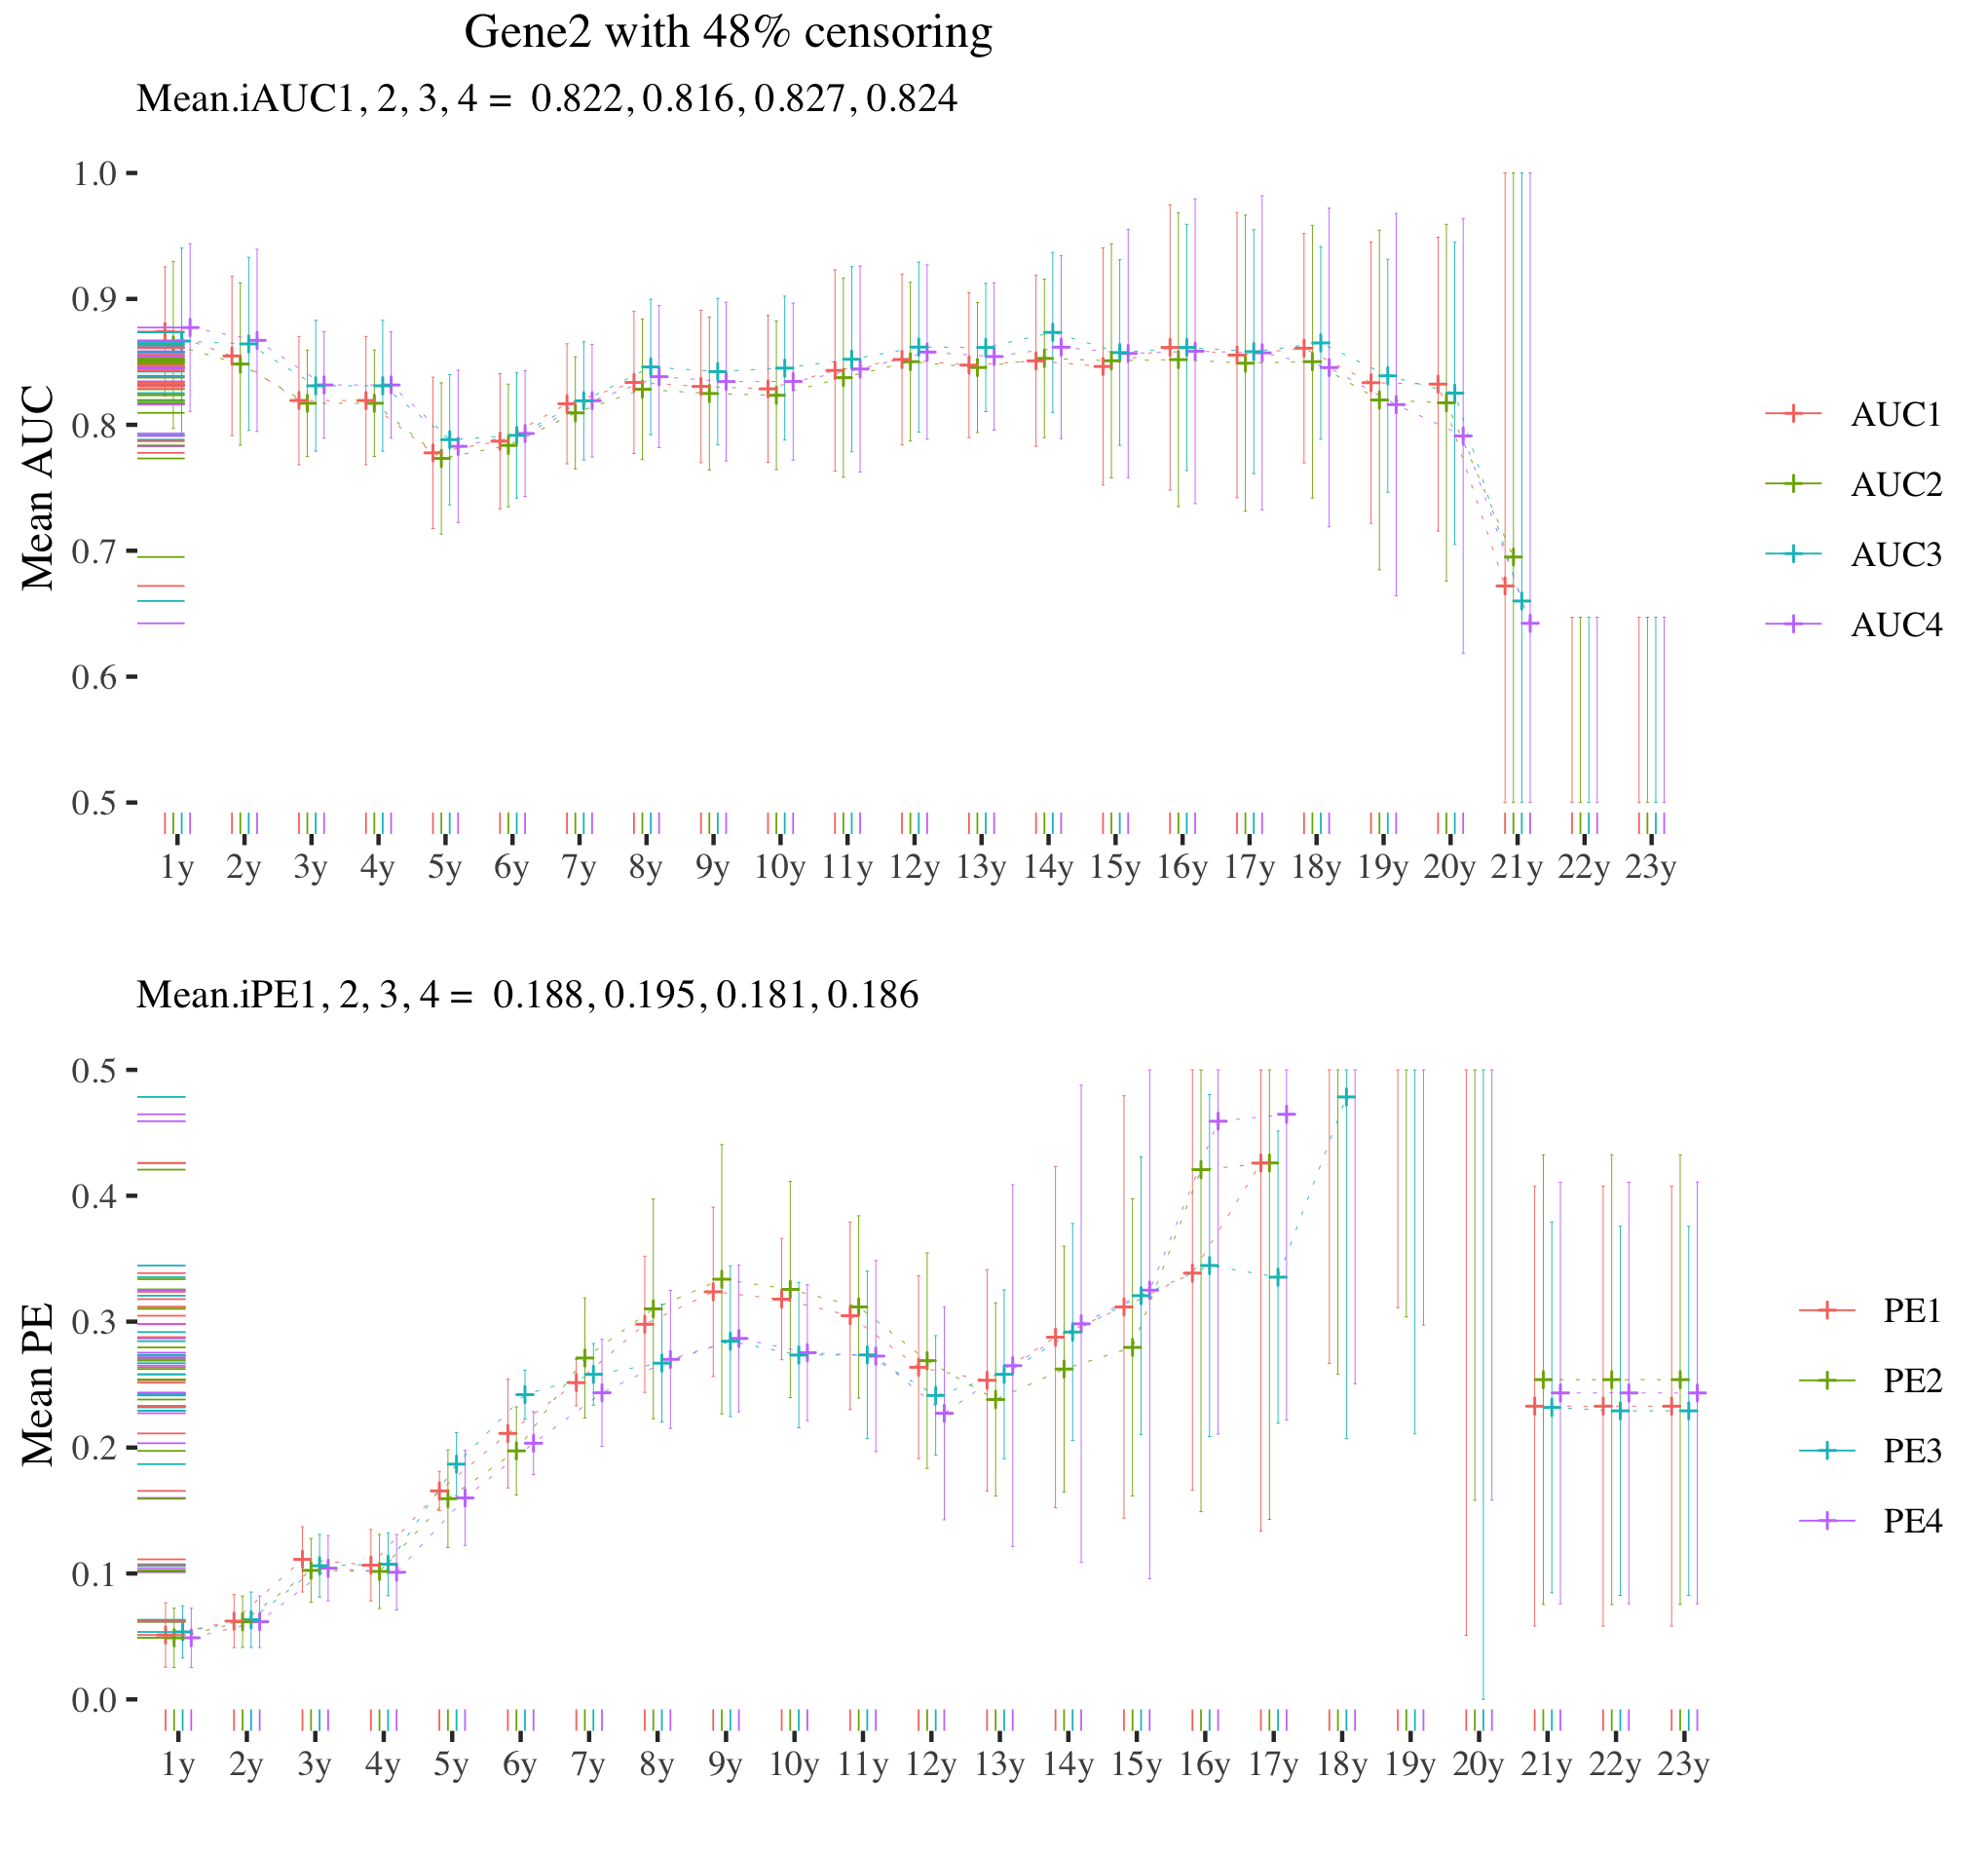 Gene2 with 48% censoring
Mean.iAUC1, 2, 3, 4 = 0.822, 0.816, 0.827, 0.824
Mean AUC
1.0
0.9
0.8
0.7
0.6
0.5
1y 2y 3y 4y 5y 6y 7y 8y 9y 10y 11y 12y 13y 14y 15y 16y 17y 18y 19y 20y 21y 22y 23y
AUC1
AUC2
AUC3
AUC4
Mean.iPE1, 2, 3, 4 = 0.188, 0.195, 0.181, 0.186
Mean PE
0.5
0.4
0.3
0.2
0.1
0.0
1y 2y 3y 4y 5y 6y 7y 8y 9y 10y 11y 12y 13y 14y 15y 16y 17y 18y 19y 20y 21y 22y 23y
PE1
PE2
PE3
PE4